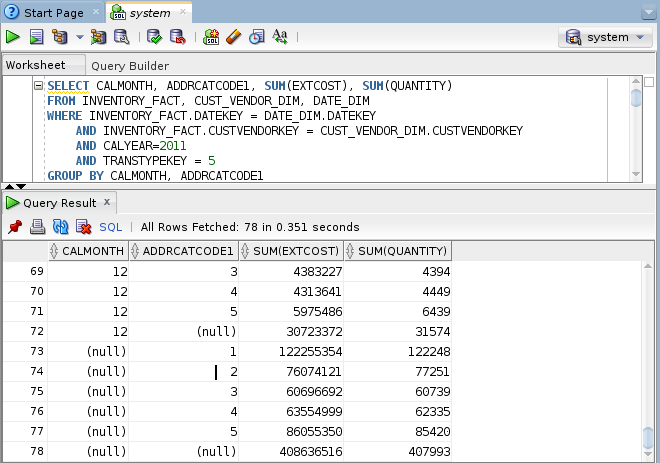 Start Page system
system
Worksheet Query Builder
SELECT CALMONTH, ADDRCATCODE1, SUM(EXTCOST), SUM(QUANTITY)
FROM INVENTORY_FACT, CUST_VENDOR_DIM, DATE_DIM
WHERE INVENTORY_FACT.DATEKEY = DATE_DIM.DATEKEY
AND INVENTORY_FACT.CUSTVENDORKEY = CUST_VENDOR_DIM.CUSTVENDORKEY
AND CALYEAR=2011
AND TRANSTYPEKEY = 5
GROUP BY CALMONTH, ADDRCATCODE1
Query Result x
SQL | All Rows Fetched: 78 in 0.351 seconds
CALMONTH ADDRCATCODE1 SUM(EXTCOST) SUM(QUANTITY)
69 12 3 4383227 4394
70 12 4 4313641 4449
71 12 5 5975486 6439
72 12 (null) 30723372 31574
73 (null) 1 122255354 122248
74 (null) 2 76074121 77251
75 (null) 3 60696692 60739
76 (null) 4 63554999 62335
77 (null) 5 86055350 85420
78 (null) (null) 408636516 407993